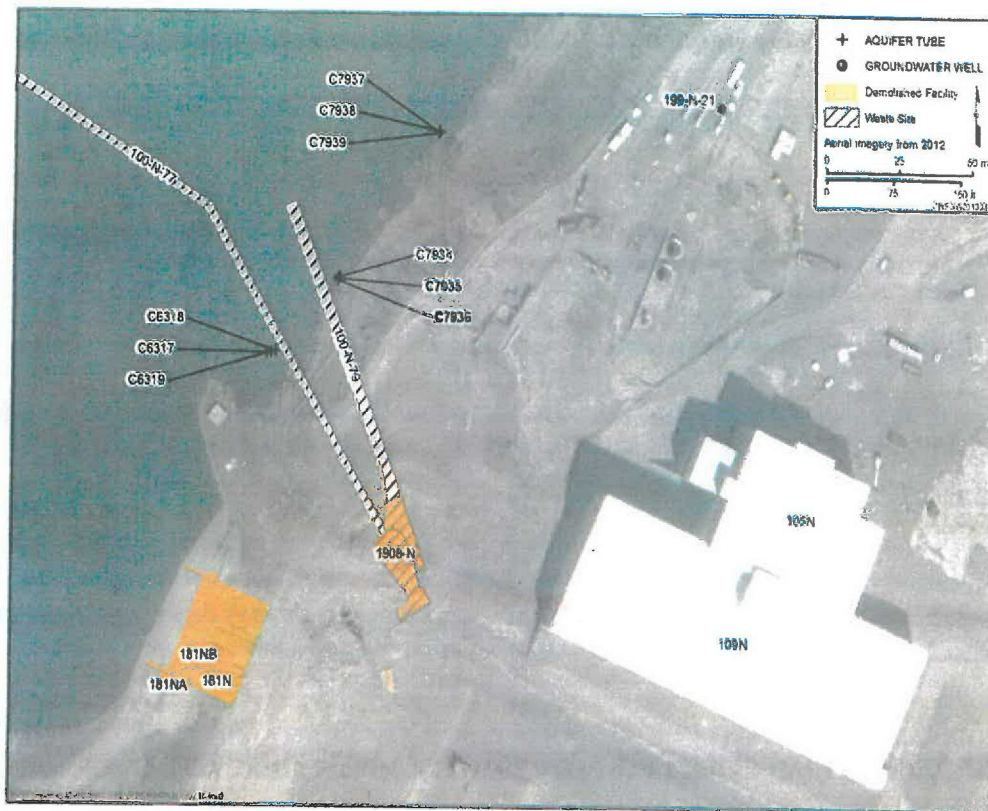 AQUIFER TUBE
GROUNDWATER WELL
Demolished Facility
Waste Site
Aerial imagery from 2012
0 25 50 m
0 75 150 ft
C7937
C7938
C7939
199-N-21
100-N-77
C7934
C7935
C7936
100-N-79
C6318
C6317
C6319
1908-N
105N
109N
181NB
181NA
181N